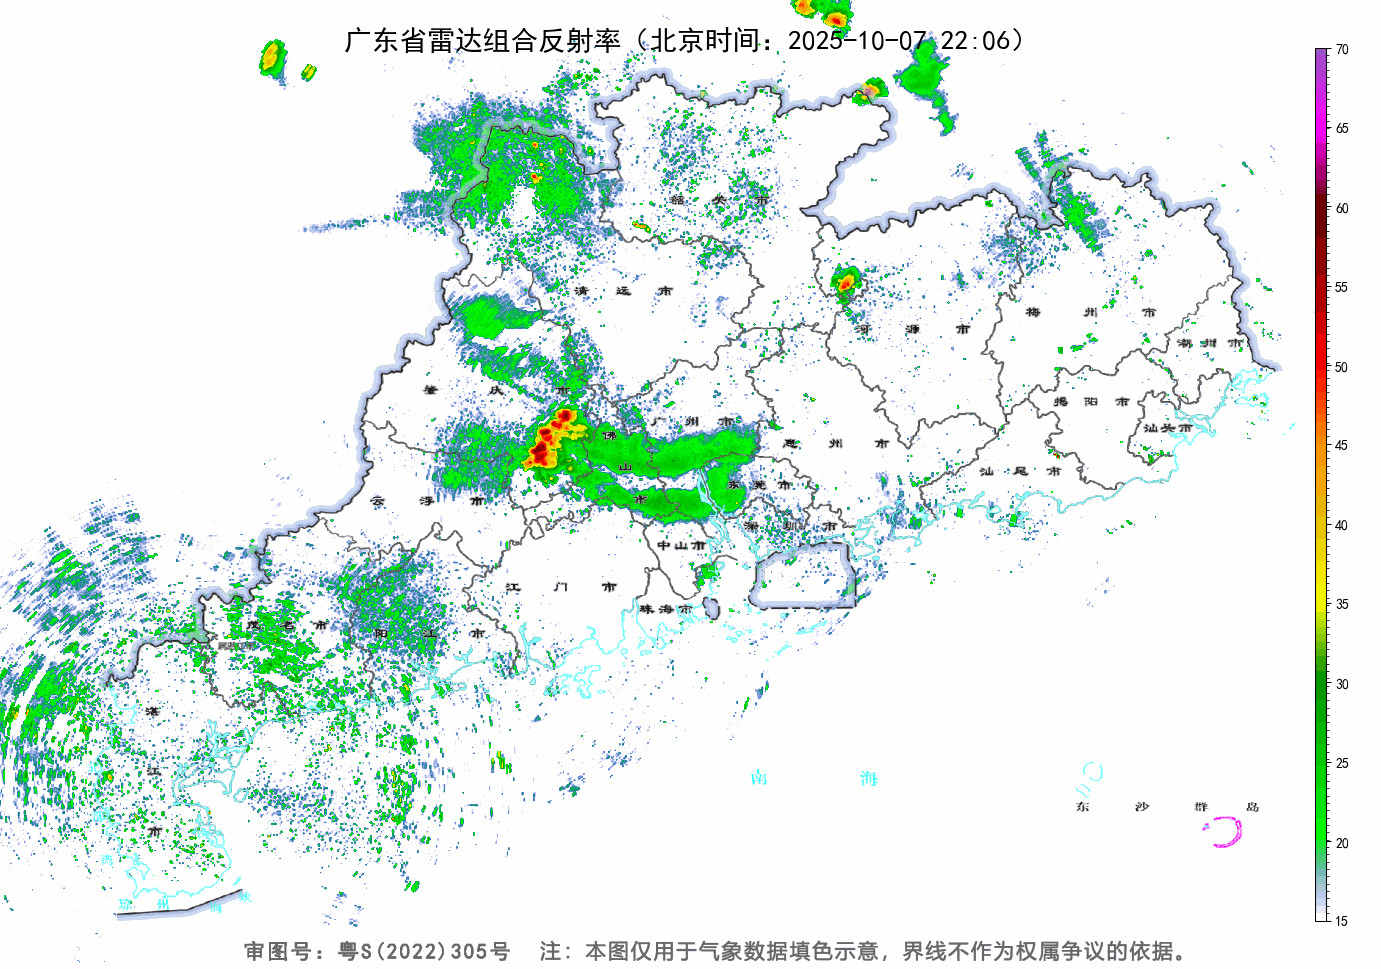 广东省雷达组合反射率（北京时间：2025-10-07 22:06）
70
65
60
55
50
45
40
35
30
25
20
15
韶关市
清远市
河源市
梅州市
潮州市
肇庆市
广州市
佛山市
惠州市
揭阳市
汕头市
汕尾市
云浮市
东莞市
深圳市
中山市
江门市
珠海市
茂名市
阳江市
湛江市
南海
东沙群岛
琼州海峡
审图号：粤S(2022)305号 注：本图仅用于气象数据填色示意，界线不作为权属争议的依据。